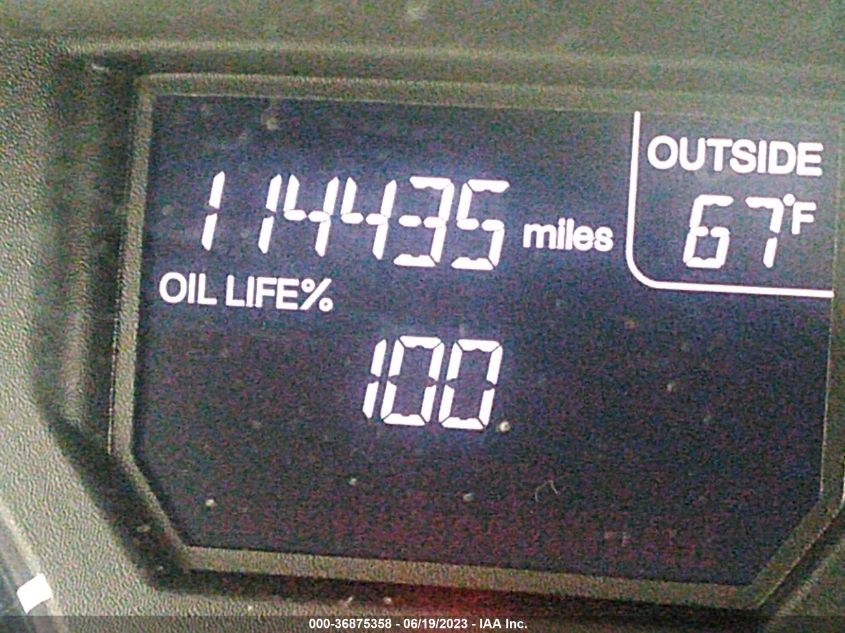 OUTSIDE
114435 miles
67°F
OIL LIFE%
100
000-36875358 - 06/19/2023 - IAA Inc.